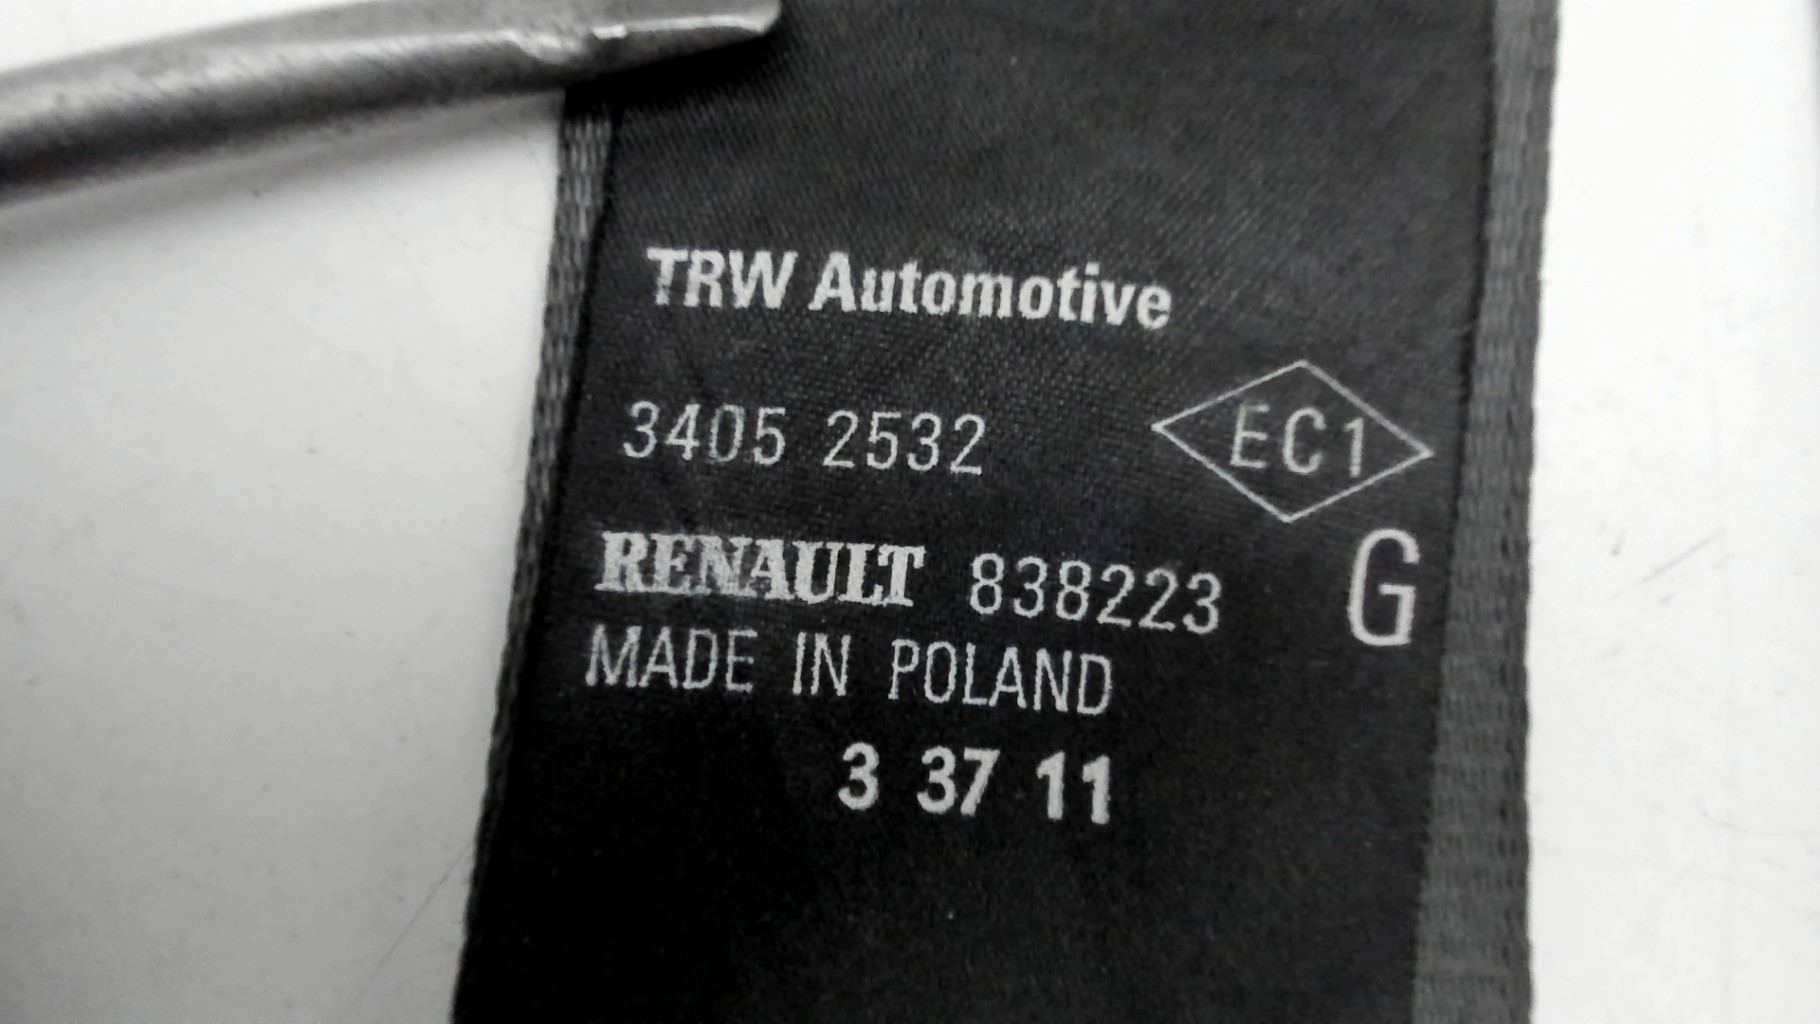 TRW Automotive
3405 2532
EC1
RENAULT 838223 G
MADE IN POLAND
3 37 11